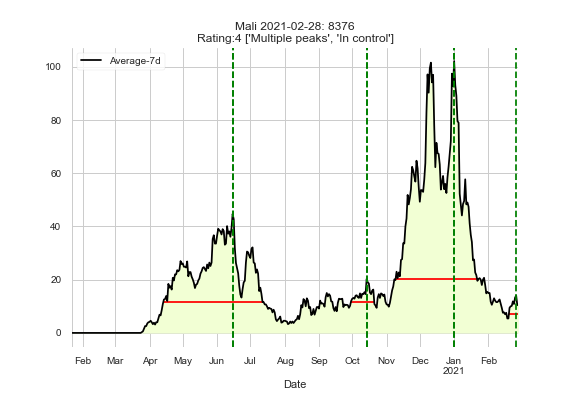 Mali 2021-02-28: 8376
Rating:4 ['Multiple peaks', 'In control']
Average-7d
100
80
60
40
20
0
Feb Mar Apr May Jun Jul Aug Sep Oct Nov Dec Jan Feb
2021
Date